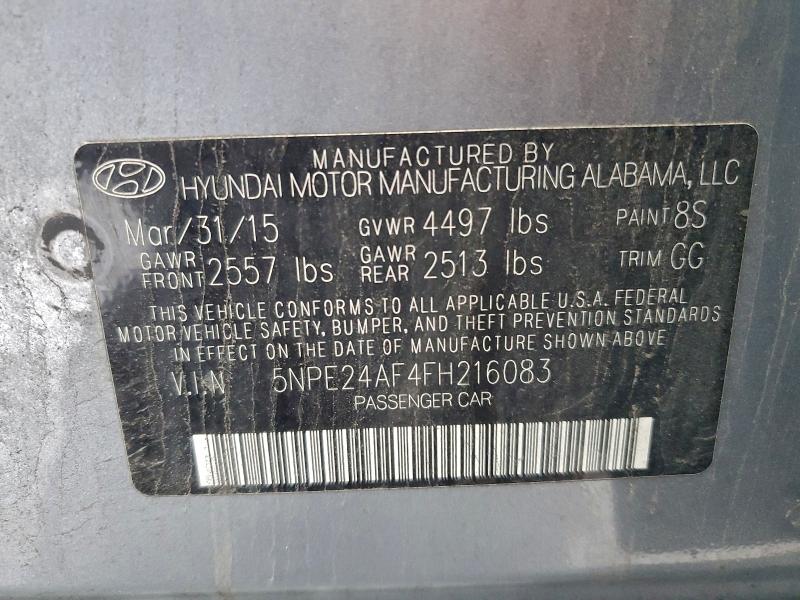 MANUFACTURED BY
HYUNDAI MOTOR MANUFACTURING ALABAMA, LLC
Mar/31/15 GVWR 4497 lbs PAINT 8S
GAWR FRONT 2557 lbs GAWR REAR 2513 lbs TRIM GG
THIS VEHICLE CONFORMS TO ALL APPLICABLE U.S.A. FEDERAL
MOTOR VEHICLE SAFETY, BUMPER, AND THEFT PREVENTION STANDARDS
IN EFFECT ON THE DATE OF MANUFACTURE SHOWN ABOVE
V.I.N 5NPE24AF4FH216083
PASSENGER CAR